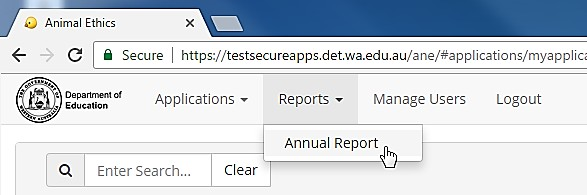 Animal Ethics
Secure https://testsecureapps.det.wa.edu.au/ane/#applications/myapplica
Department of
Education
Applications Reports Manage Users Logout
Annual Report
Enter Search... Clear